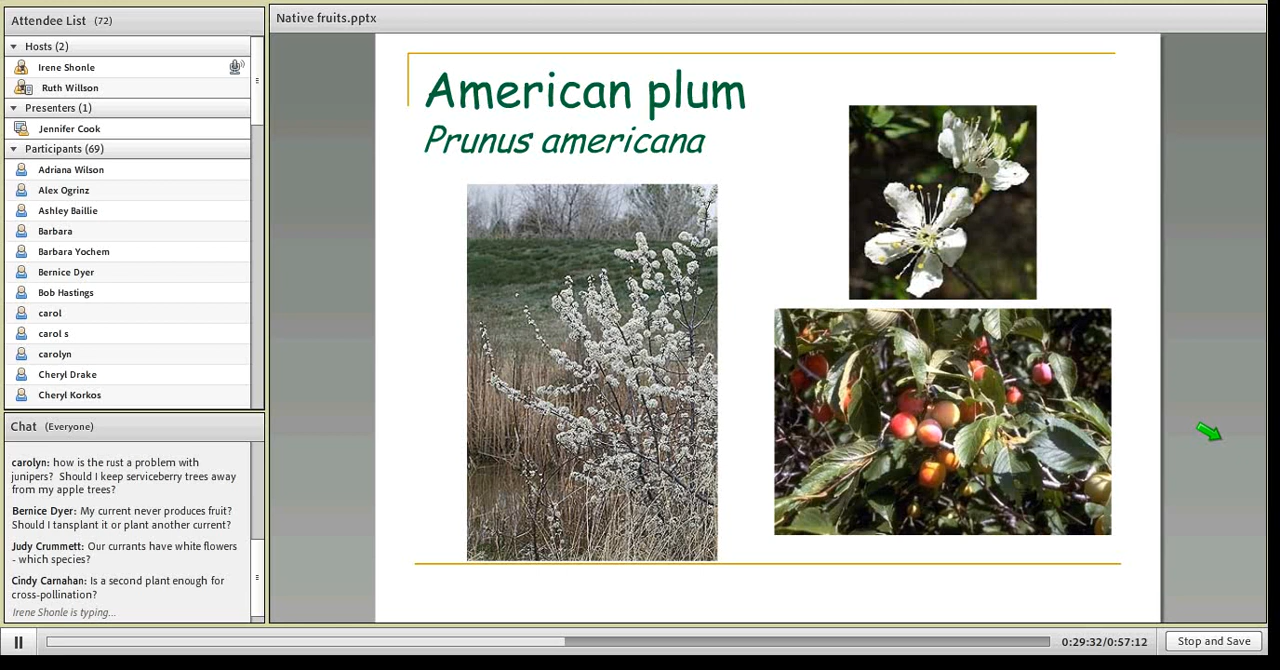 Attendee List (72)
Hosts (2)
Irene Shonle
Ruth Willson
Presenters (1)
Jennifer Cook
Participants (69)
Adriana Wilson
Alex Ogrinz
Ashley Baillie
Barbara
Barbara Yochem
Bernice Dyer
Bob Hastings
carol
carol s
carolyn
Cheryl Drake
Cheryl Korkos
Chat (Everyone)
carolyn: how is the rust a problem with
junipers? Should I keep serviceberry trees away
from my apple trees?
Bernice Dyer: My current never produces fruit?
Should I tansplant it or plant another current?
Judy Crummett: Our currants have white flowers
- which species?
Cindy Carnahan: Is a second plant enough for
cross-pollination?
Irene Shonle is typing...
Native fruits.pptx
American plum
Prunus americana
0:29:32/0:57:12
Stop and Save